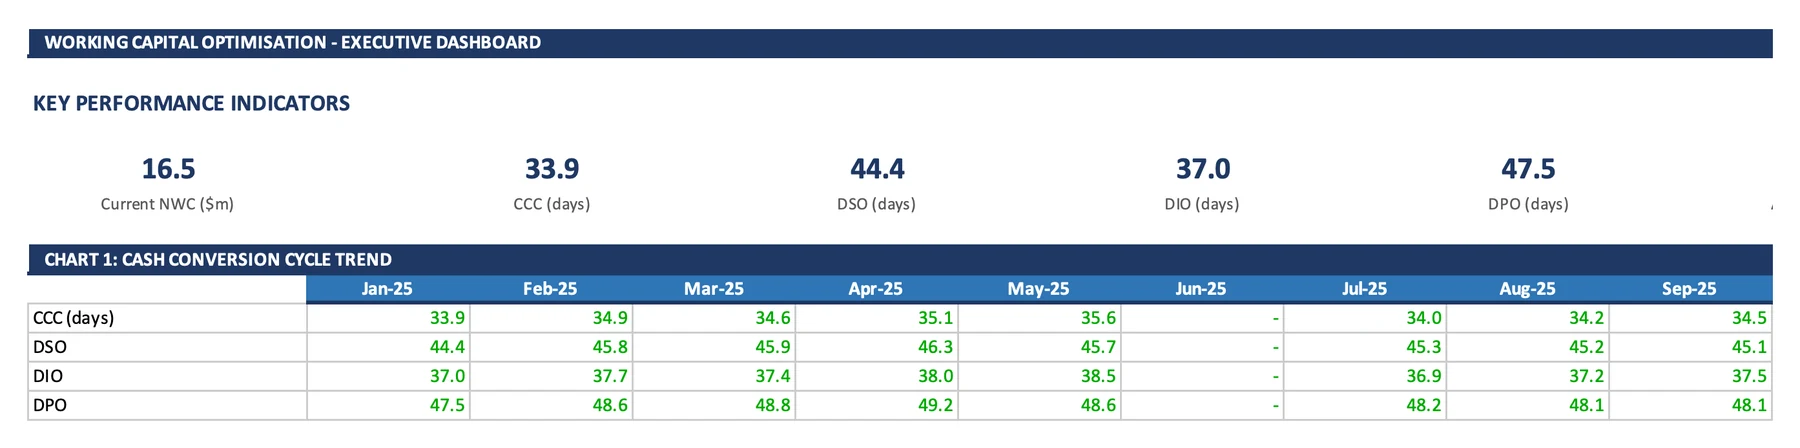 WORKING CAPITAL OPTIMISATION - EXECUTIVE DASHBOARD
KEY PERFORMANCE INDICATORS
16.5 33.9 44.4 37.0 47.5
Current NWC ($m) CCC (days) DSO (days) DIO (days) DPO (days)
CHART 1: CASH CONVERSION CYCLE TREND
Jan-25 Feb-25 Mar-25 Apr-25 May-25 Jun-25 Jul-25 Aug-25 Sep-25
CCC (days) 33.9 34.9 34.6 35.1 35.6 - 34.0 34.2 34.5
DSO 44.4 45.8 45.9 46.3 45.7 - 45.3 45.2 45.1
DIO 37.0 37.7 37.4 38.0 38.5 - 36.9 37.2 37.5
DPO 47.5 48.6 48.8 49.2 48.6 - 48.2 48.1 48.1